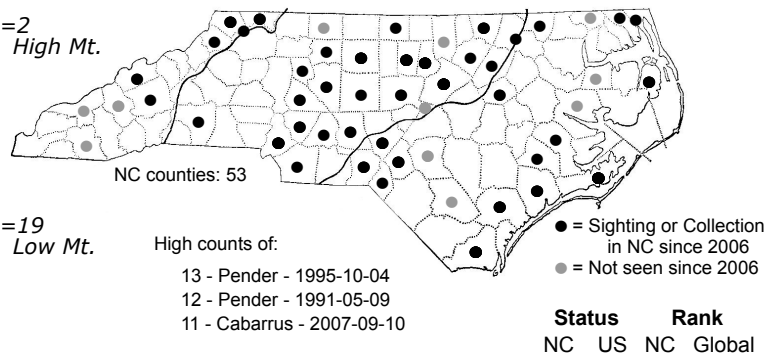 =2
High Mt.
NC counties: 53
=19
Low Mt.
High counts of:
13 - Pender - 1995-10-04
12 - Pender - 1991-05-09
11 - Cabarrus - 2007-09-10
= Sighting or Collection
in NC since 2006
= Not seen since 2006
Status Rank
NC US NC Global